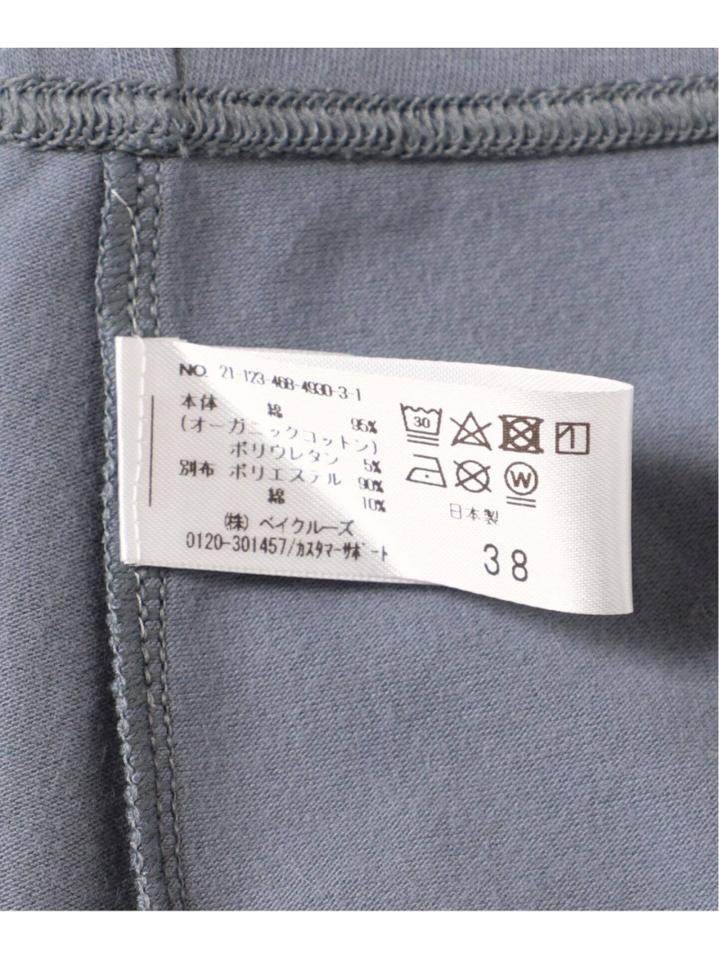 NO. 21-123-468-4930-3-1
本体 綿 95%
(オーガニックコットン)
ポリウレタン 5%
別布 ポリエステル 90%
綿 10%
(株) ベイクルーズ
0120-301457/カスタマーサポート
30
W
日本製
38